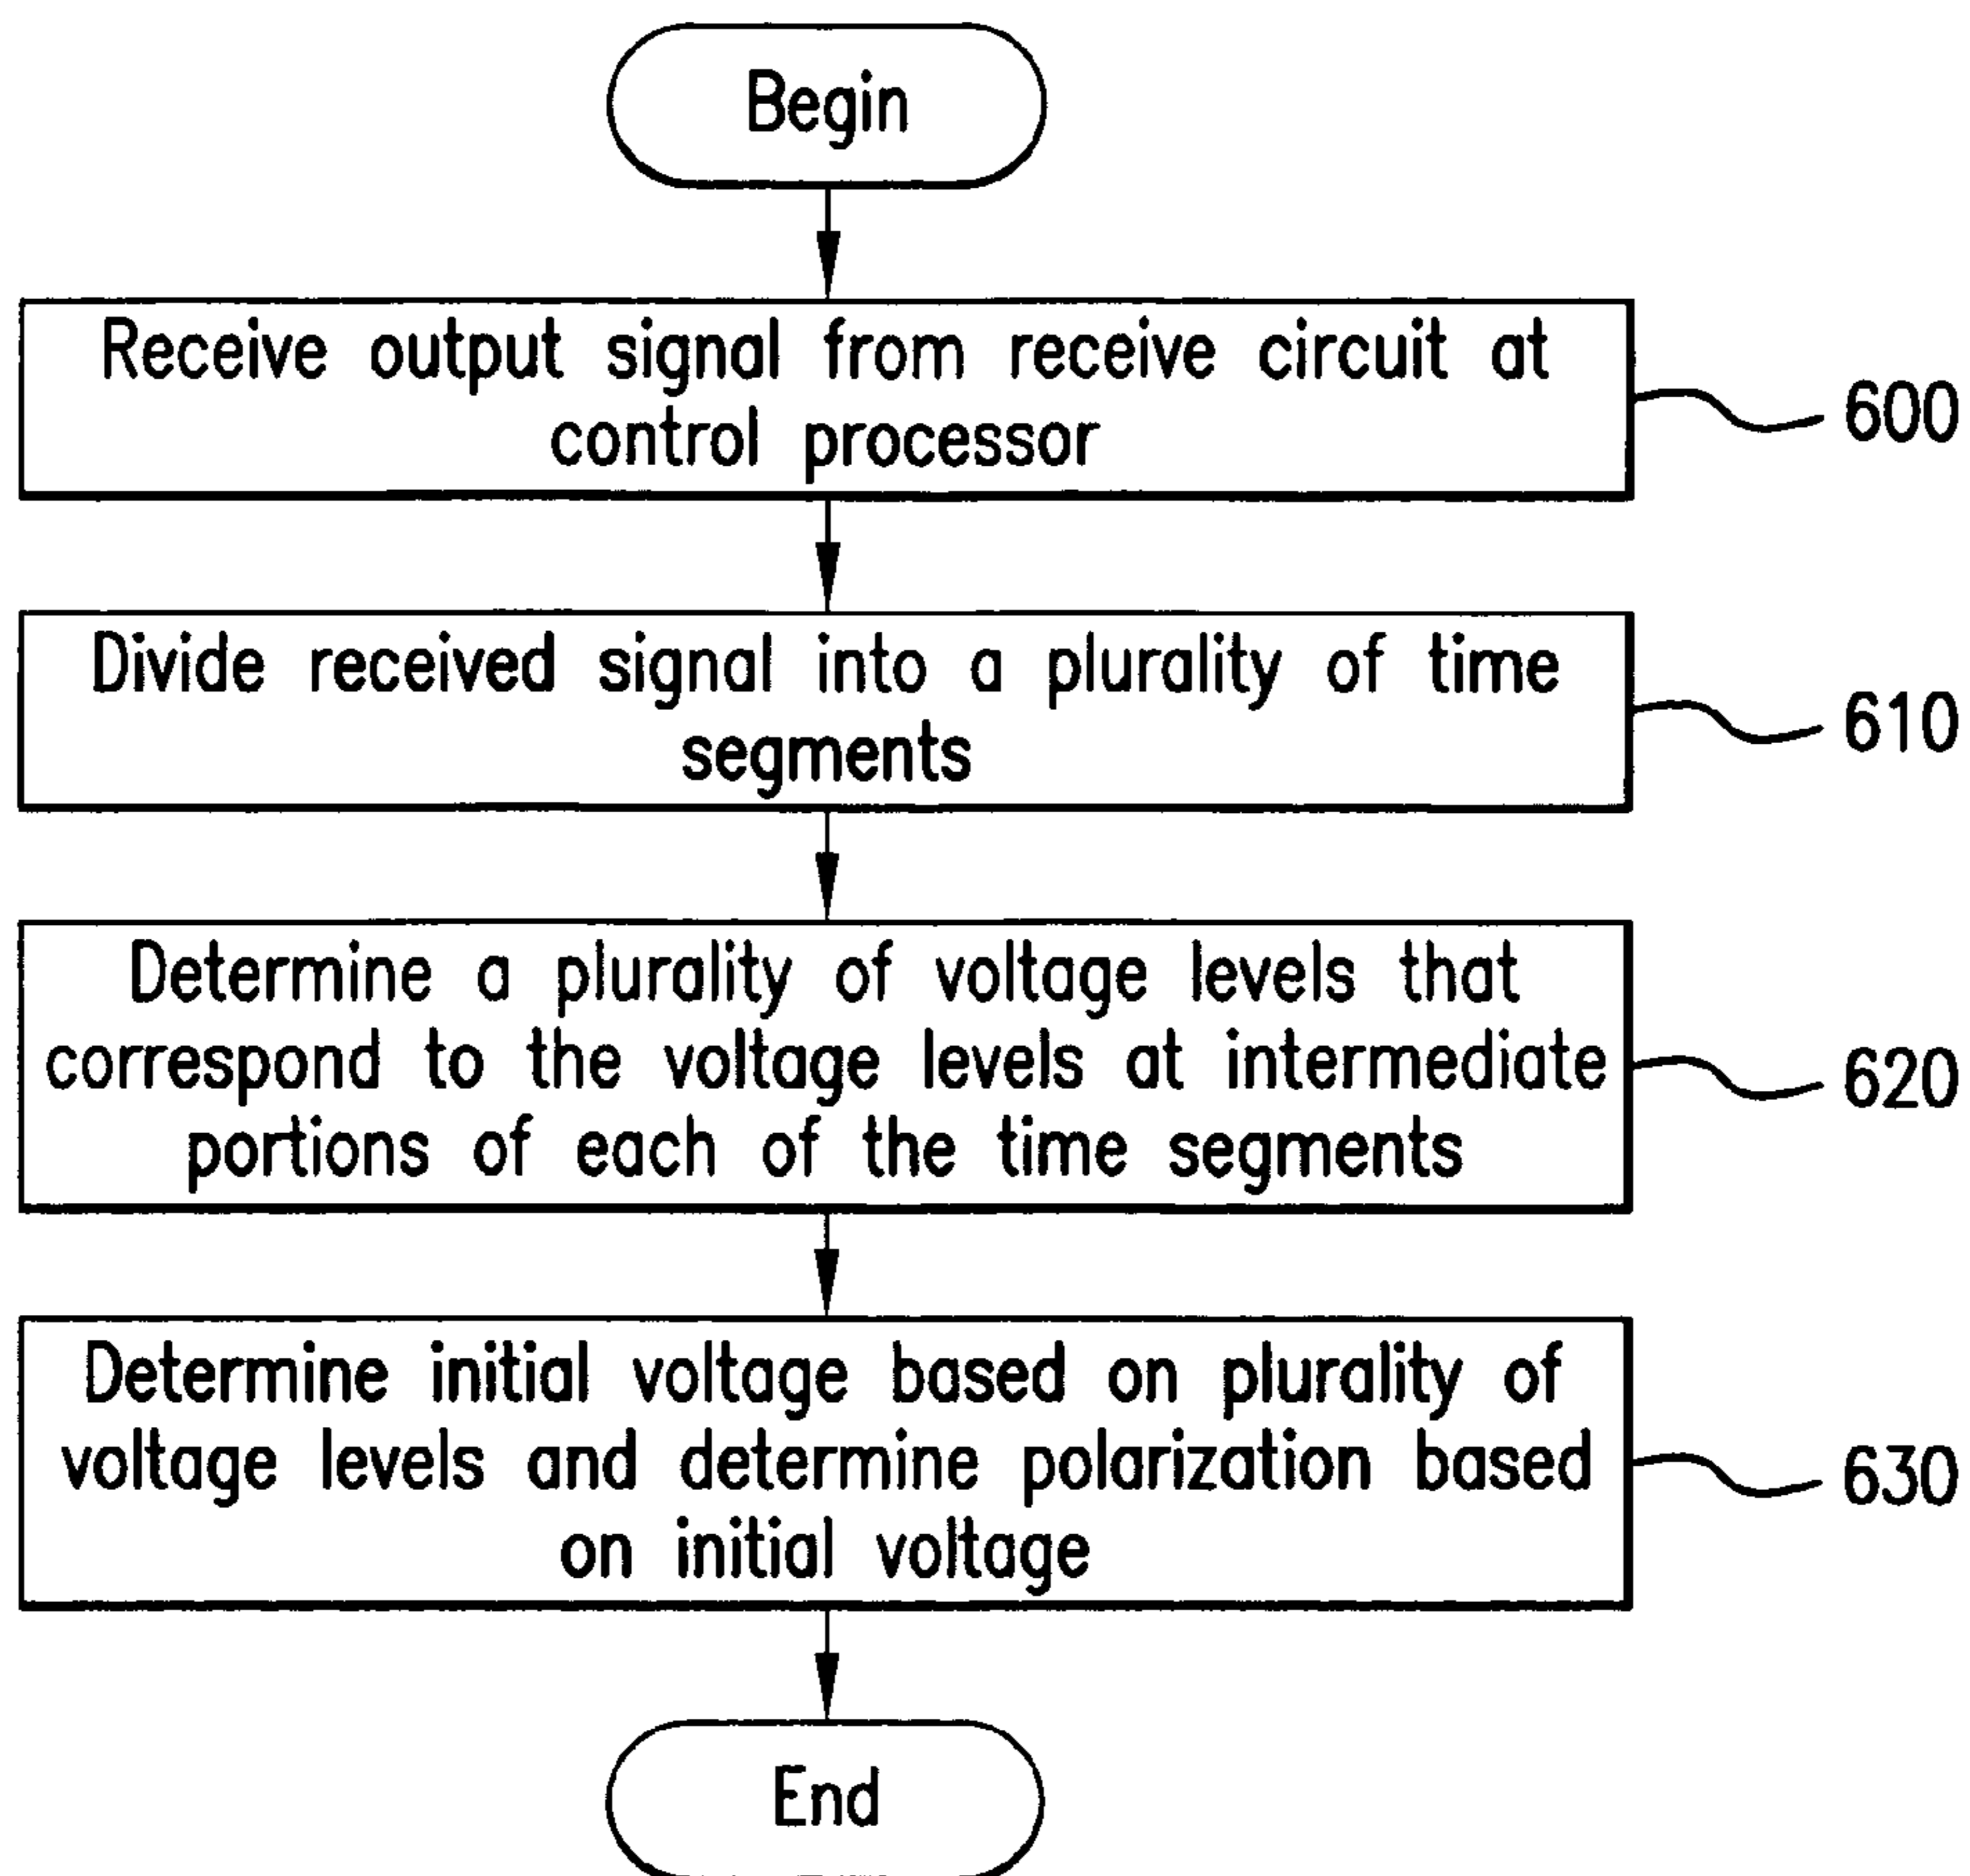 Begin
Receive output signal from receive circuit at
control processor
600
Divide received signal into a plurality of time
segments
610
Determine a plurality of voltage levels that
correspond to the voltage levels at intermediate
portions of each of the time segments
620
Determine initial voltage based on plurality of
voltage levels and determine polarization based
on initial voltage
630
End